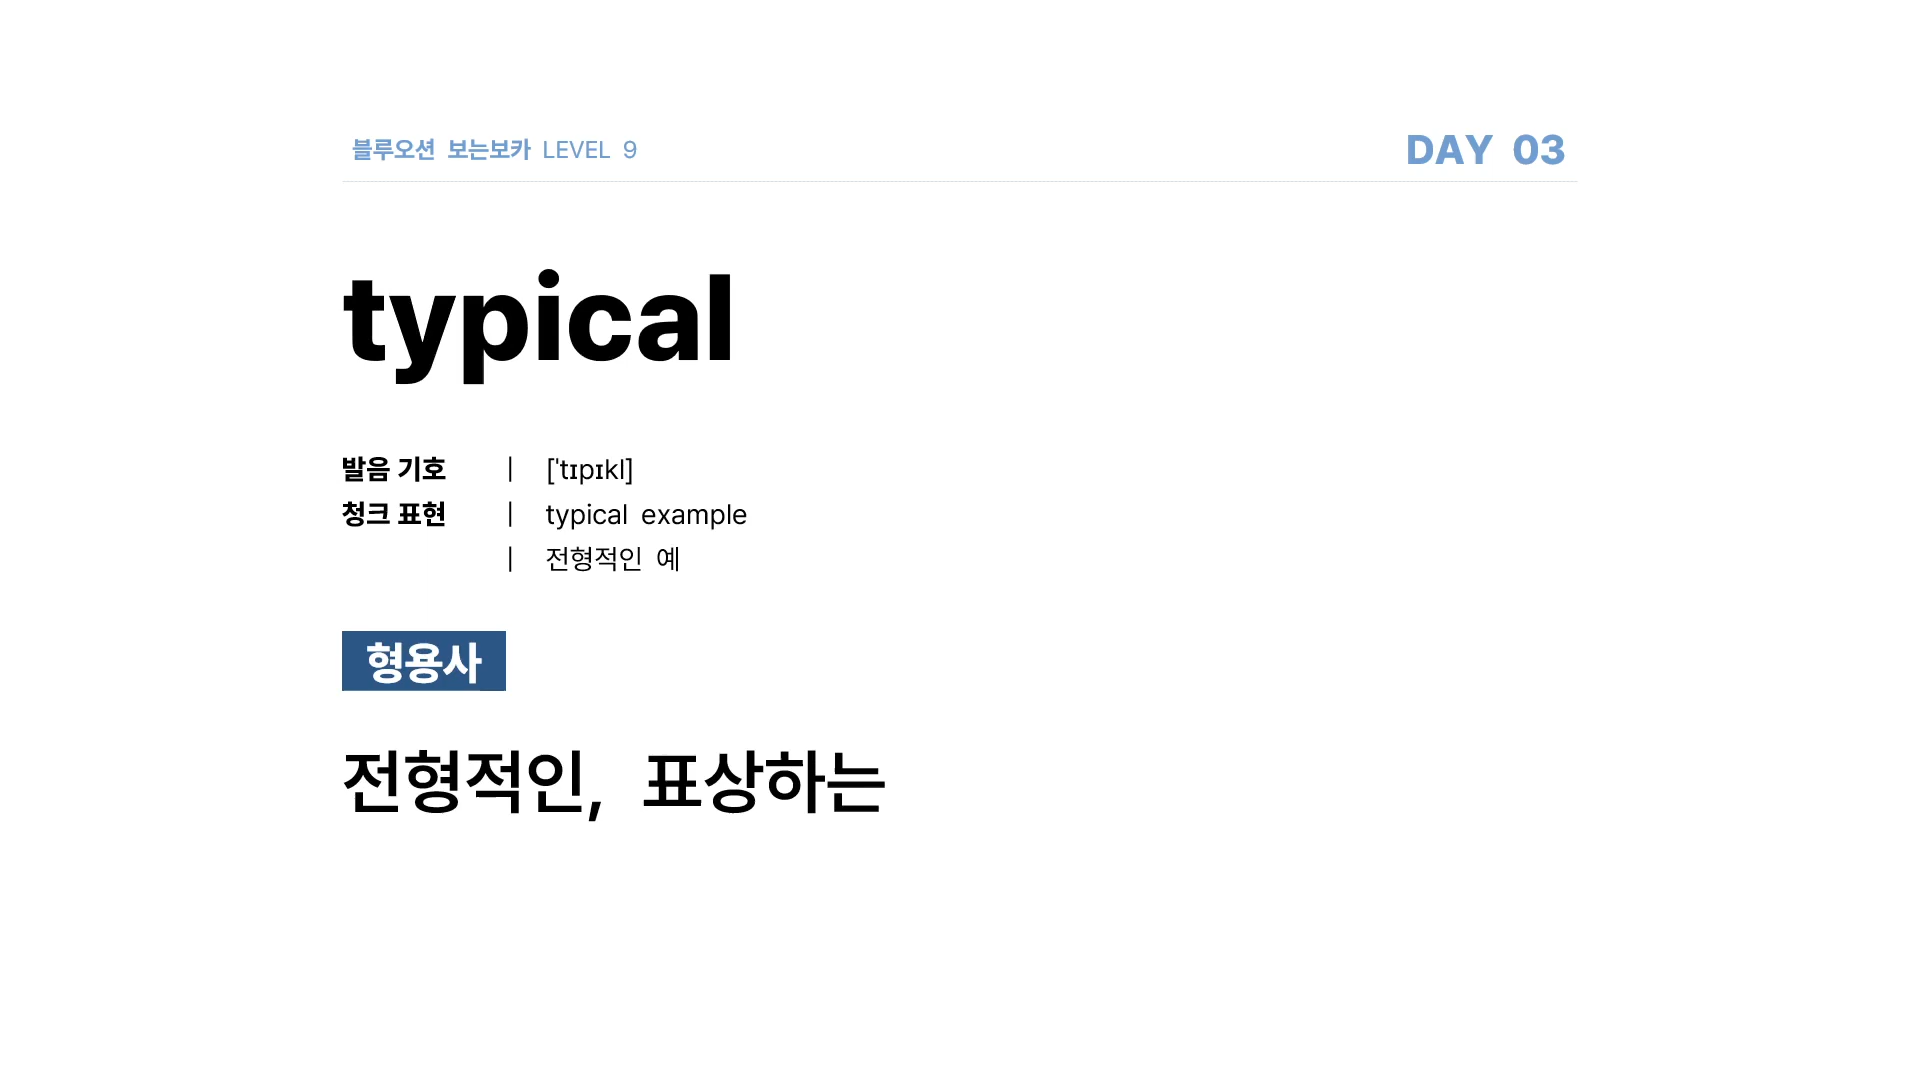 블루오션 보는보카 LEVEL 9
DAY 03
typical
발음 기호 | [ˈtɪpɪkl]
청크 표현 | typical example
| 전형적인 예
형용사
전형적인, 표상하는